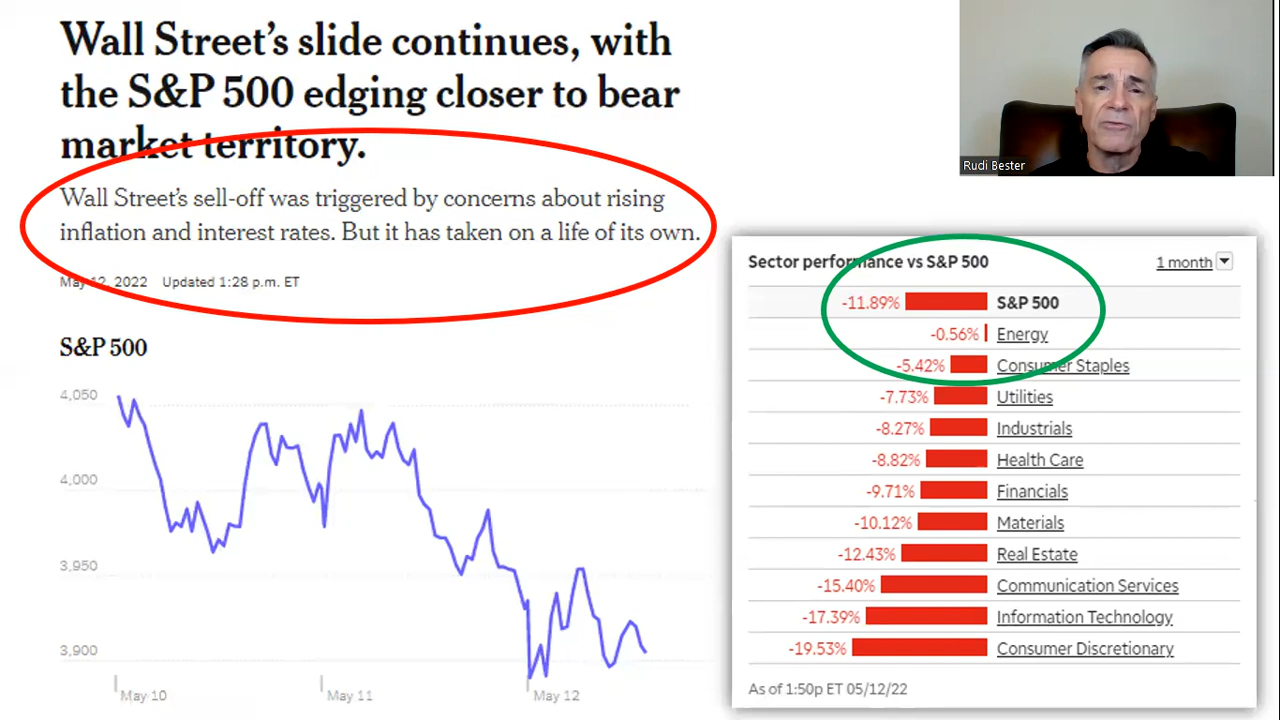 Wall Street’s slide continues, with
the S&P 500 edging closer to bear
market territory.
Wall Street’s sell-off was triggered by concerns about rising
inflation and interest rates. But it has taken on a life of its own.
May 12, 2022 Updated 1:28 p.m. ET
S&P 500
4,050
4,000
3,950
3,900
May 10
May 11
May 12
Rudi Bester
Sector performance vs S&P 500
1 month
-11.89% S&P 500
-0.56% Energy
-5.42% Consumer Staples
-7.73% Utilities
-8.27% Industrials
-8.82% Health Care
-9.71% Financials
-10.12% Materials
-12.43% Real Estate
-15.40% Communication Services
-17.39% Information Technology
-19.53% Consumer Discretionary
As of 1:50p ET 05/12/22